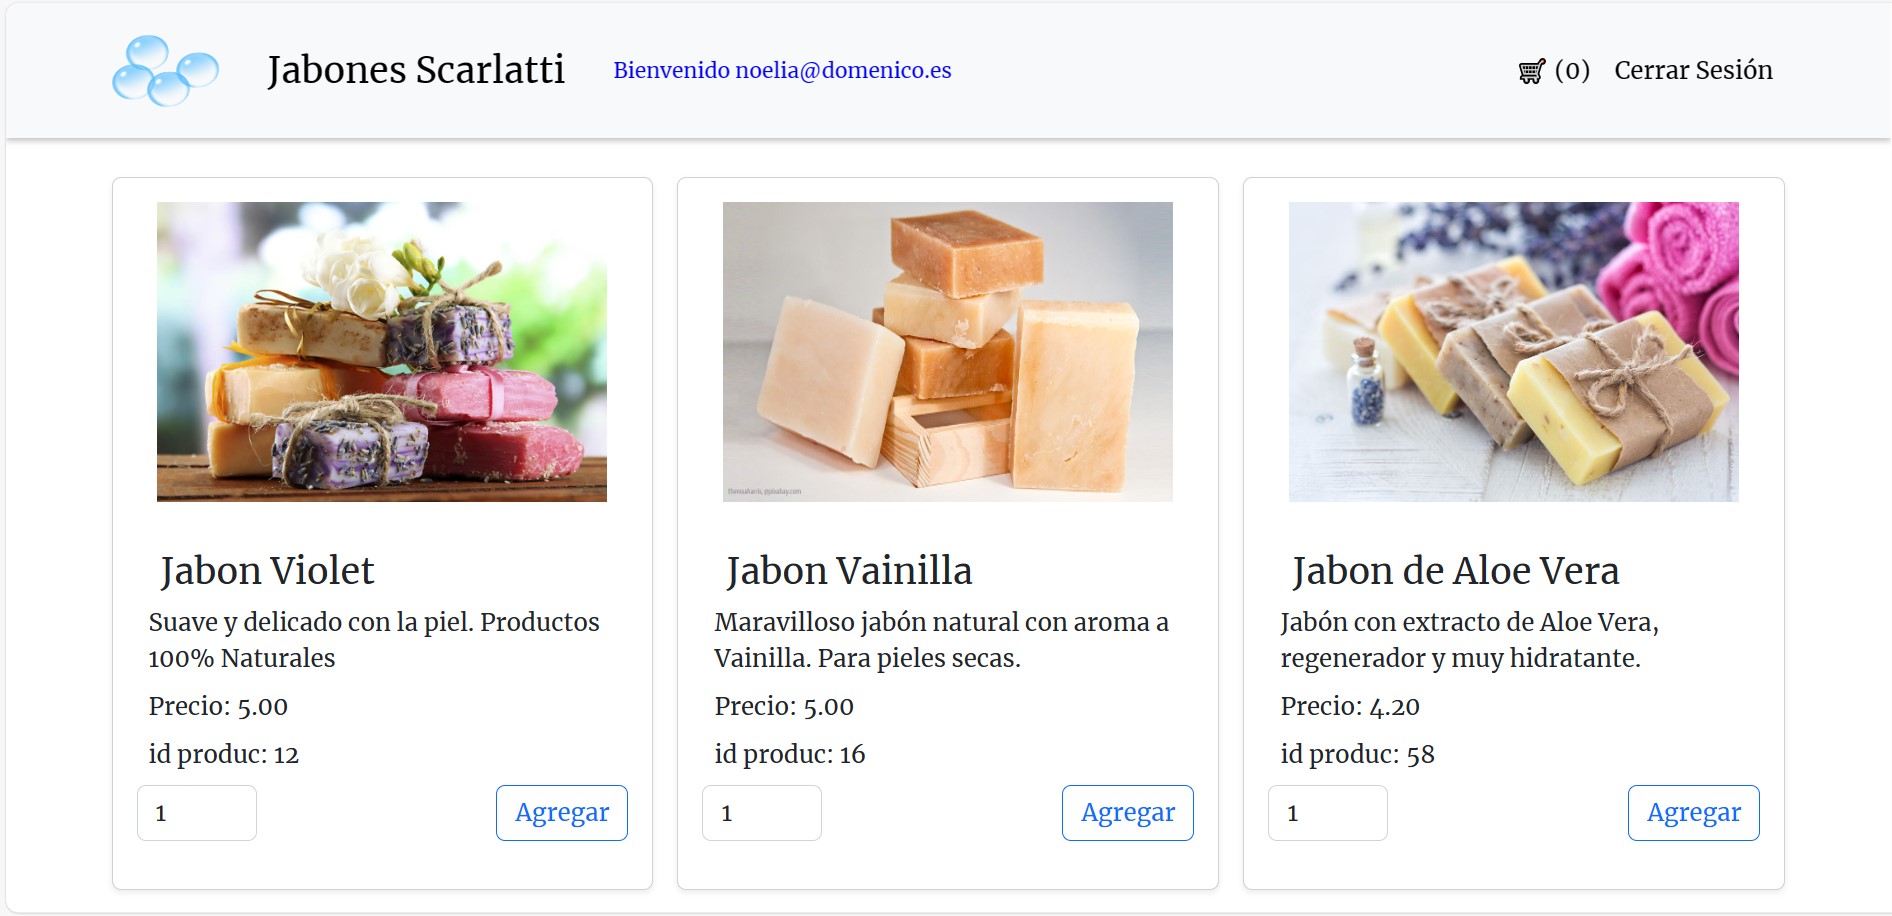 Jabones Scarlatti
Bienvenido noelia@domenico.es
(0)
Cerrar Sesión
Jabon Violet
Suave y delicado con la piel. Productos
100% Naturales
Precio: 5.00
id produc: 12
1
Agregar
Jabon Vainilla
Maravilloso jabón natural con aroma a
Vainilla. Para pieles secas.
Precio: 5.00
id produc: 16
1
Agregar
Jabon de Aloe Vera
Jabón con extracto de Aloe Vera,
regenerador y muy hidratante.
Precio: 4.20
id produc: 58
1
Agregar